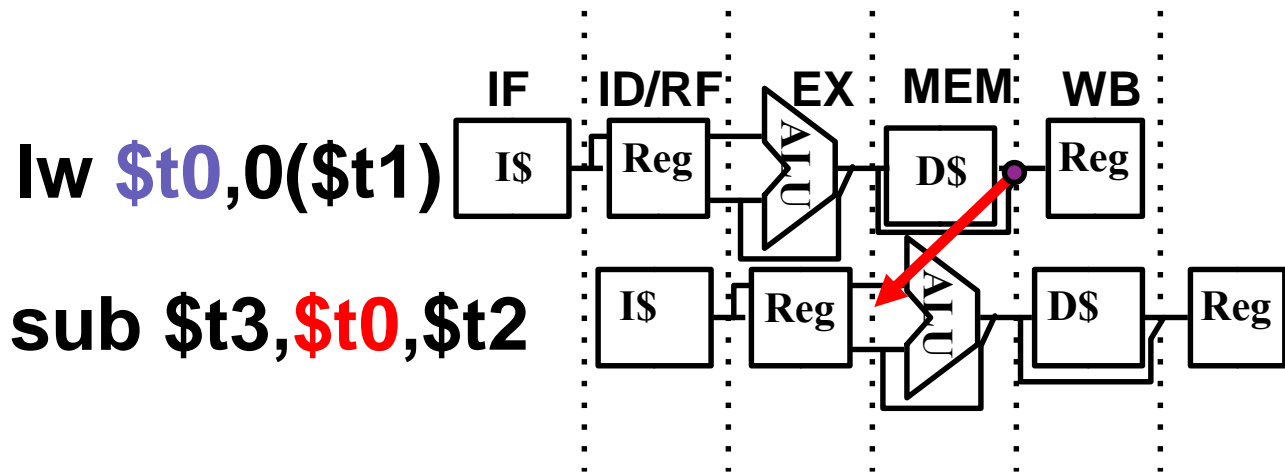 IF ID/RF EX MEM WB
lw $t0,0($t1) I$ Reg ALU D$ Reg
sub $t3,$t0,$t2 I$ Reg ALU D$ Reg